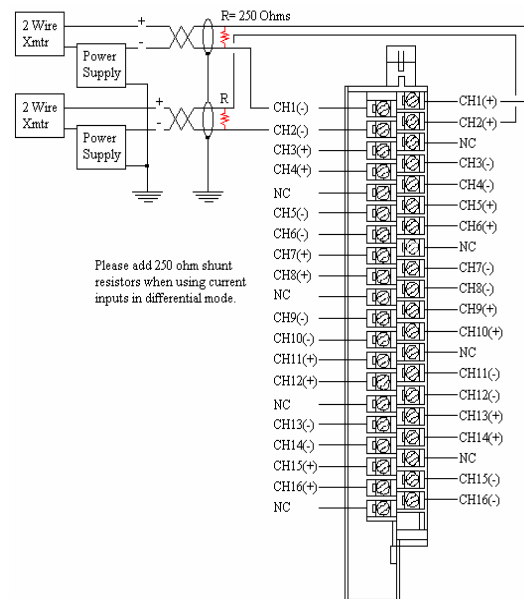 R= 250 Ohms
2 Wire
Xmtr
+
-
Power
Supply
2 Wire
Xmtr
+
-
R
Power
Supply
Please add 250 ohm shunt
resistors when using current
inputs in differential mode.
CH1(-)
CH2(-)
CH3(+)
CH4(+)
NC
CH5(-)
CH6(-)
CH7(+)
CH8(+)
NC
CH9(-)
CH10(-)
CH11(+)
CH12(+)
NC
CH13(-)
CH14(-)
CH15(+)
CH16(+)
NC
CH1(+)
CH2(+)
NC
CH3(-)
CH4(-)
CH5(+)
CH6(+)
NC
CH7(-)
CH8(-)
CH9(+)
CH10(+)
NC
CH11(-)
CH12(-)
CH13(+)
CH14(+)
NC
CH15(-)
CH16(-)